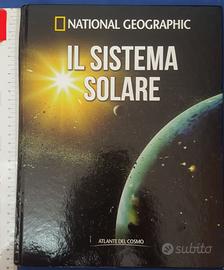 NATIONAL GEOGRAPHIC
IL SISTEMA
SOLARE
ATLANTE DEL COSMO
subito